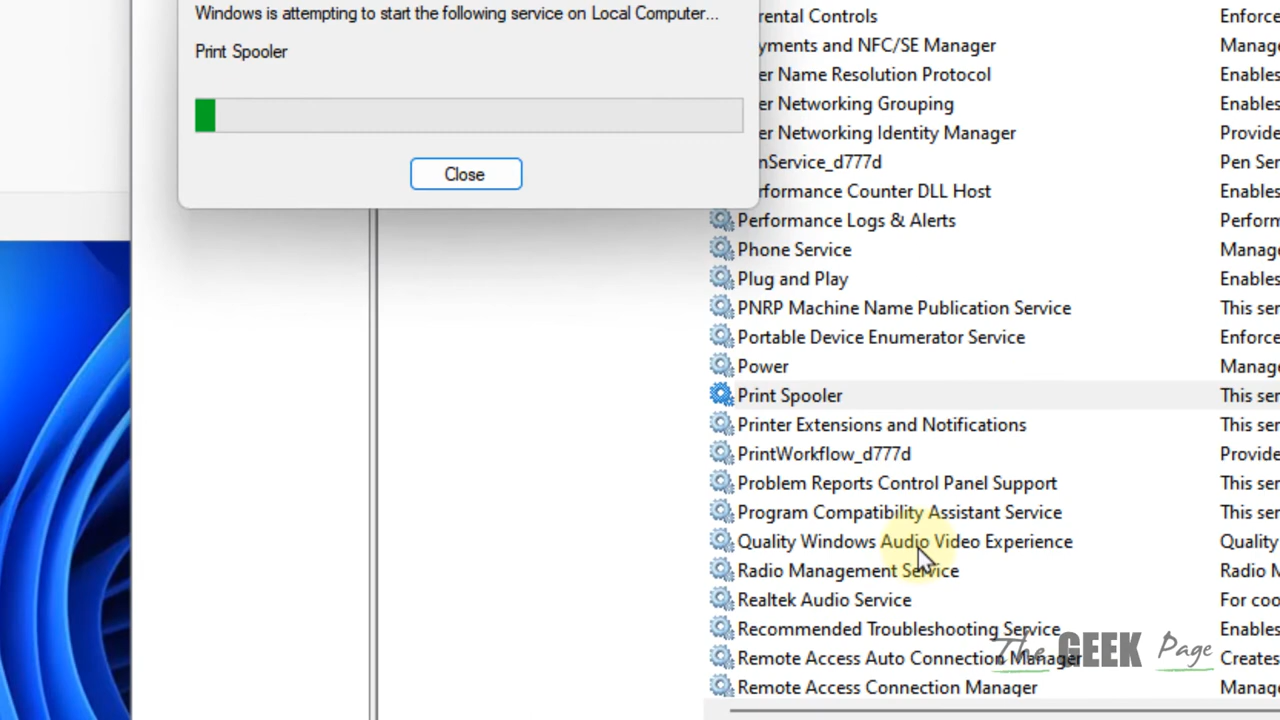 Windows is attempting to start the following service on Local Computer...
Print Spooler
Close
rental Controls Enforce
yments and NFC/SE Manager Manag
er Name Resolution Protocol Enables
er Networking Grouping Enables
er Networking Identity Manager Provide
nService_d777d Pen Ser
rformance Counter DLL Host Enables
Performance Logs & Alerts Perform
Phone Service Manag
Plug and Play Enables
PNRP Machine Name Publication Service This ser
Portable Device Enumerator Service Enforce
Power Manag
Print Spooler This ser
Printer Extensions and Notifications This ser
PrintWorkflow_d777d Provide
Problem Reports Control Panel Support This ser
Program Compatibility Assistant Service This ser
Quality Windows Audio Video Experience Quality
Radio Management Service Radio M
Realtek Audio Service For coo
Recommended Troubleshooting Service Enables
Remote Access Auto Connection Manager Creates
Remote Access Connection Manager Manag
The GEEK Page